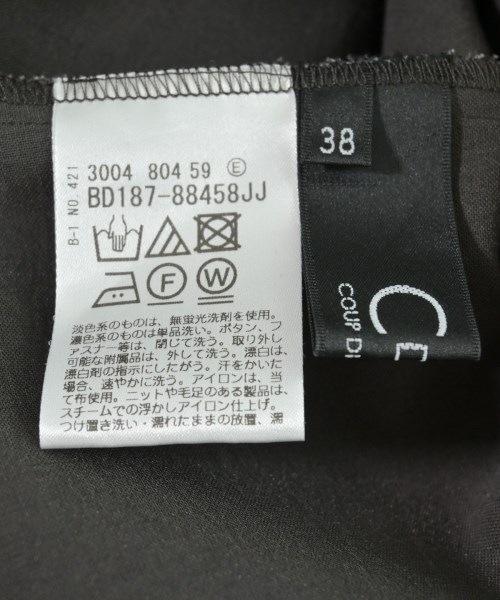 38
B-1 NO.421
3004 804 59 Ⓔ
BD187-88458JJ
F W
淡色系のものは、無蛍光洗剤を使用。
濃色系のものは単品洗い。ボタン、フ
ァスナー等は、閉じて洗う。取り外し
可能な附属品は、外して洗う。漂白は、
漂白剤の指示にしたがう。汗をかいた
場合、速やかに洗う。アイロンは、当
て布使用。ニットや毛足のある製品は、
スチームでの浮かしアイロン仕上げ。
つけ置き洗い・濡れたままの放置、濡
COUP DE